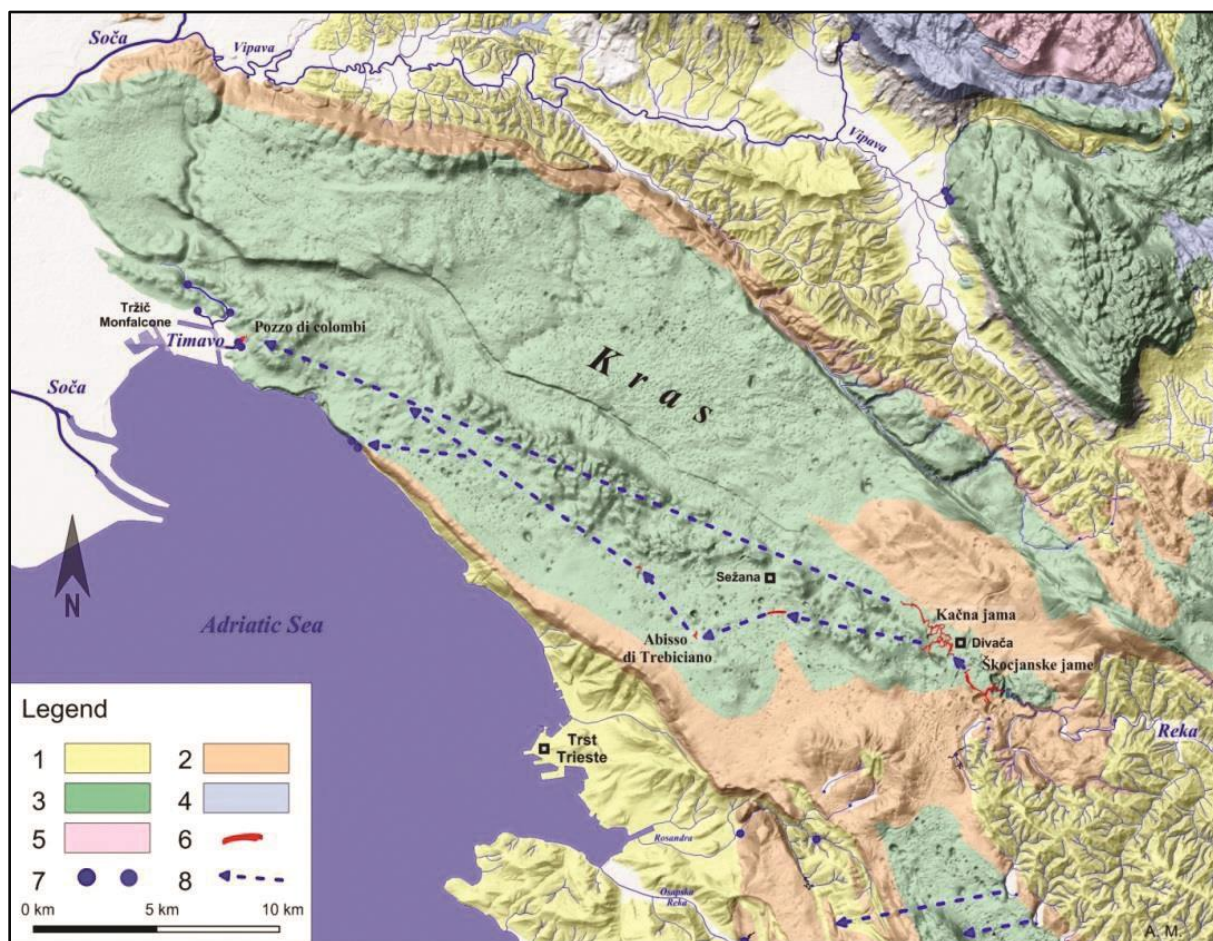 Soča
Vipava
Vipava
Tržič
Monfalcone
Timavo
Pozzo di colombi
Kras
Soča
N
Sežana
Kačna jama
Divača
Adriatic Sea
Abisso
di Trebiciano
Škocjanske jame
Reka
Trst
Trieste
Rosandra
Osapska
Reka
Legend
1
2
3
4
5
6
7
8
0 km
5 km
10 km
A. M.